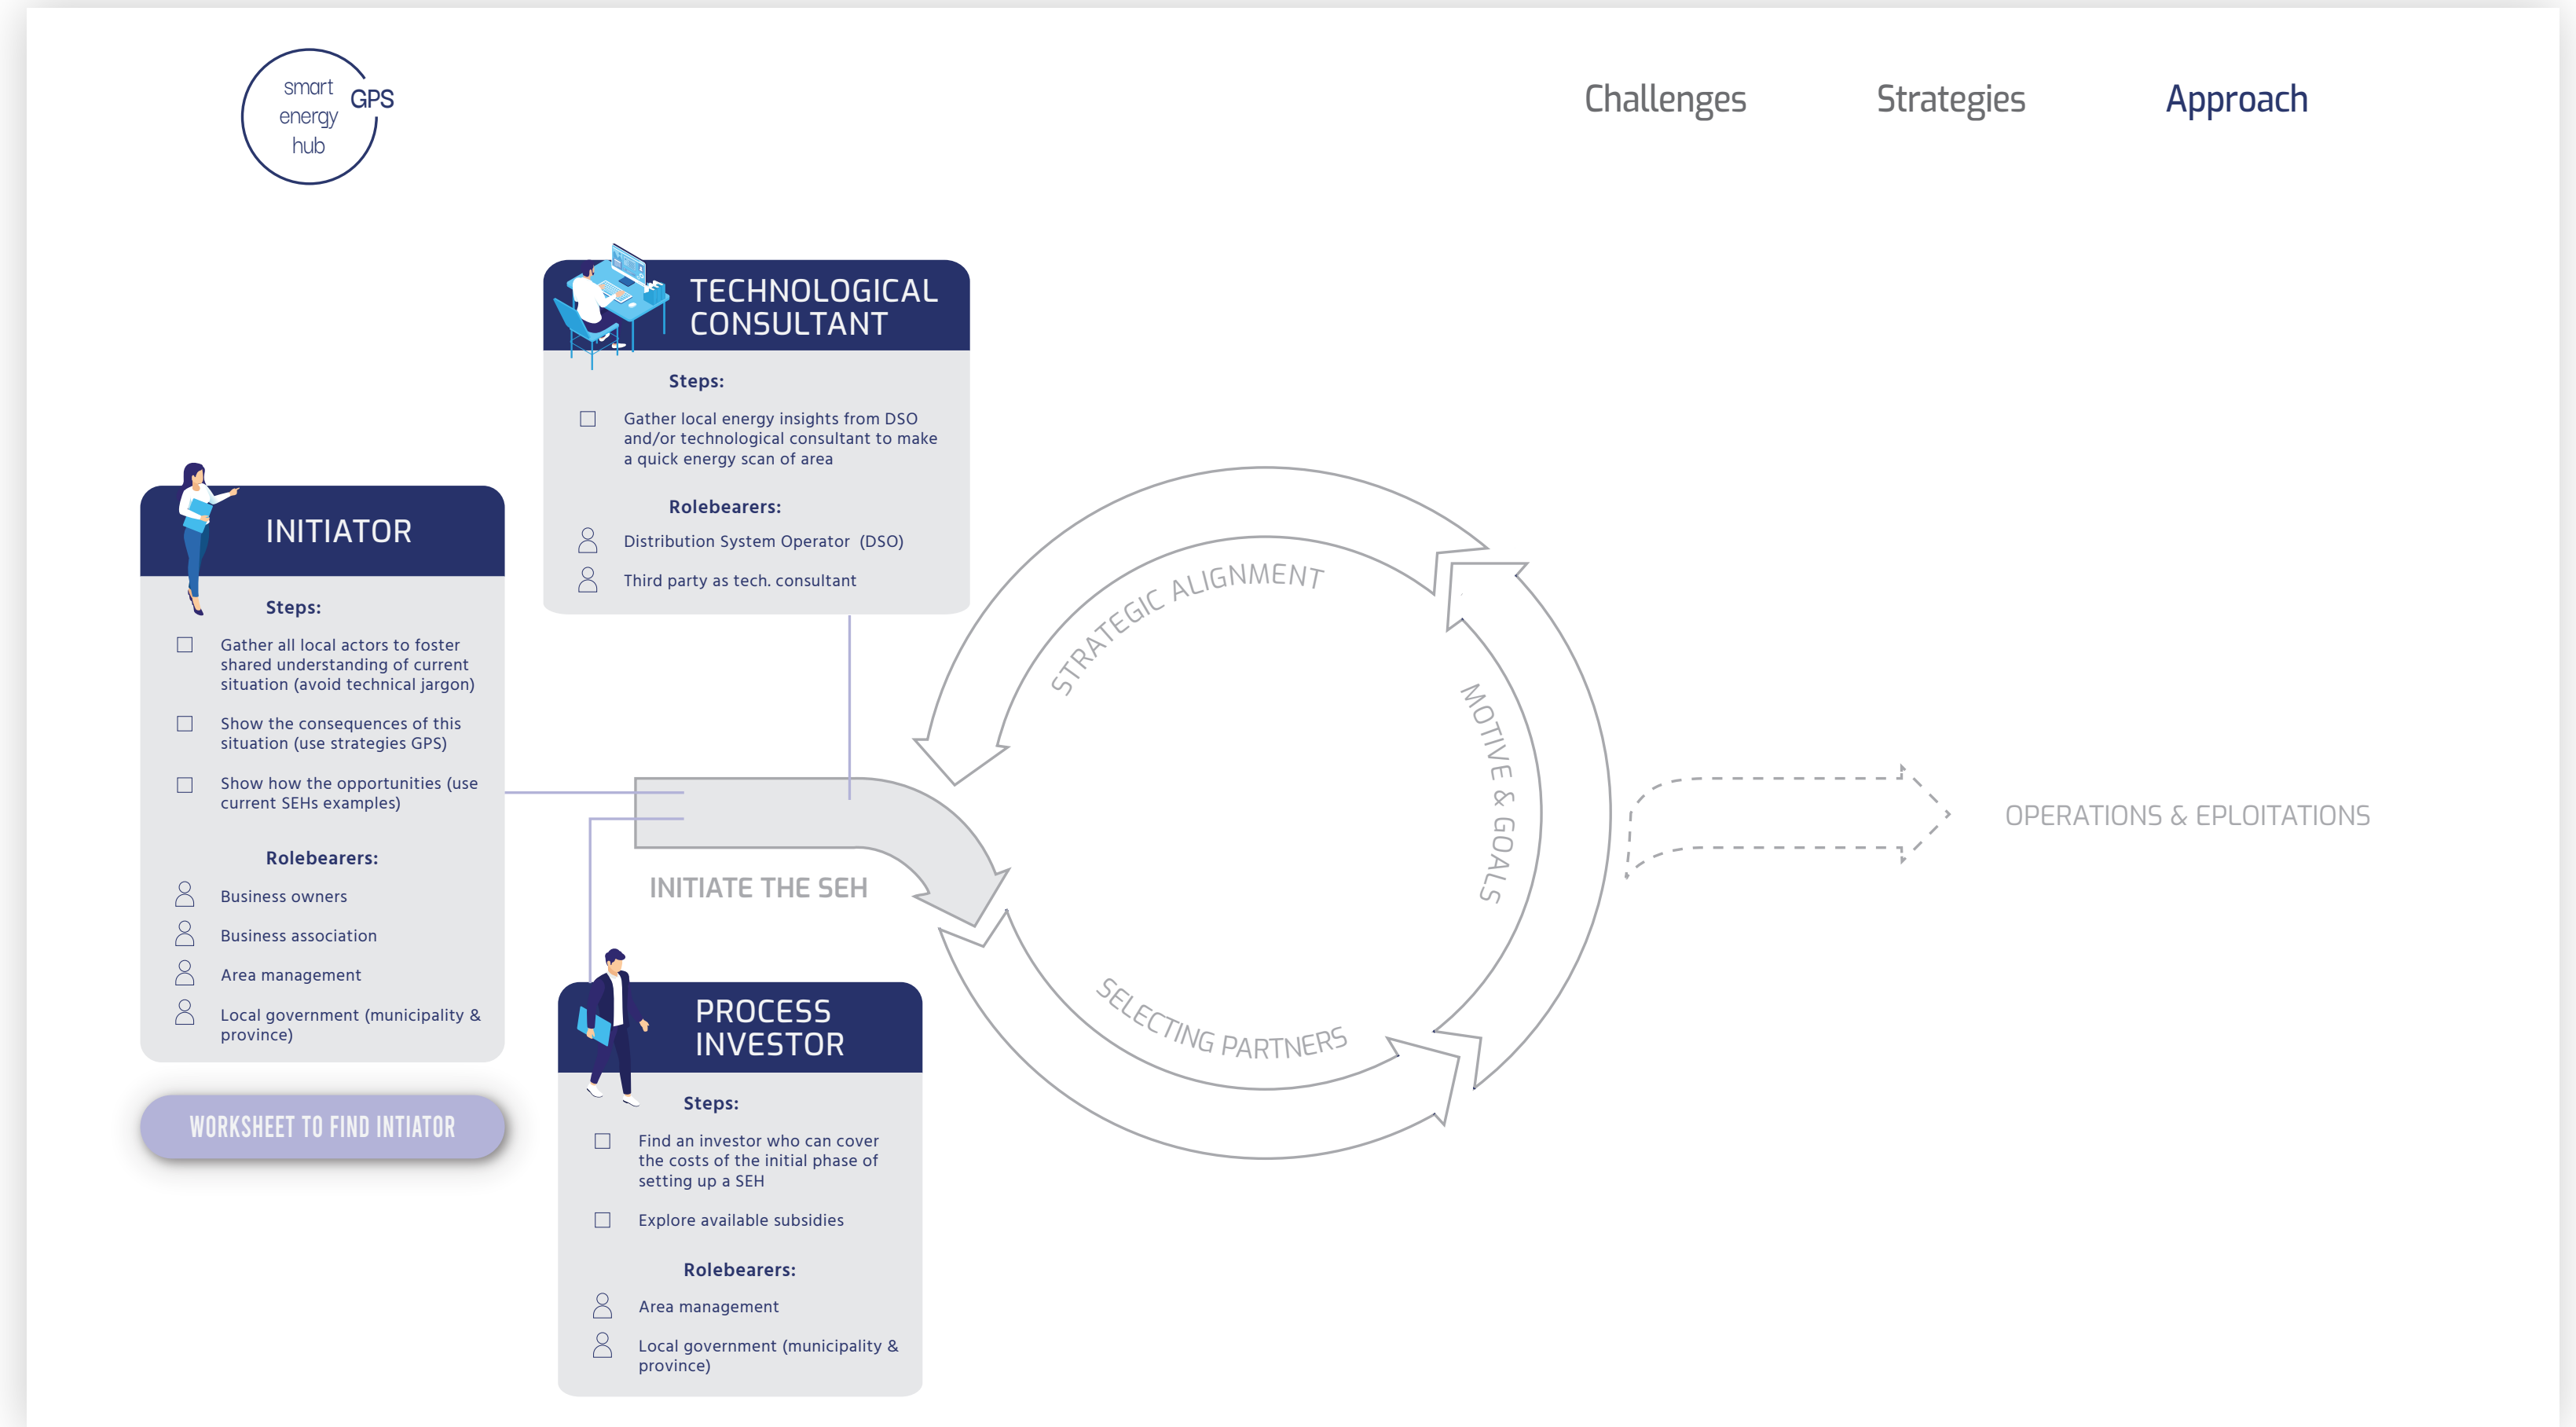 smart
energy
hub
GPS
Challenges
Strategies
Approach
TECHNOLOGICAL
CONSULTANT
Steps:
Gather local energy insights from DSO
and/or technological consultant to make
a quick energy scan of area
Rolebearers:
Distribution System Operator (DSO)
Third party as tech. consultant
INITIATOR
Steps:
Gather all local actors to foster
shared understanding of current
situation (avoid technical jargon)
Show the consequences of this
situation (use strategies GPS)
Show how the opportunities (use
current SEHs examples)
Rolebearers:
Business owners
Business association
Area management
Local government (municipality &
province)
WORKSHEET TO FIND INTIATOR
INITIATE THE SEH
PROCESS
INVESTOR
Steps:
Find an investor who can cover
the costs of the initial phase of
setting up a SEH
Explore available subsidies
Rolebearers:
Area management
Local government (municipality &
province)
STRATEGIC ALIGNMENT
MOTIVE & GOALS
SELECTING PARTNERS
OPERATIONS & EPLOITATIONS